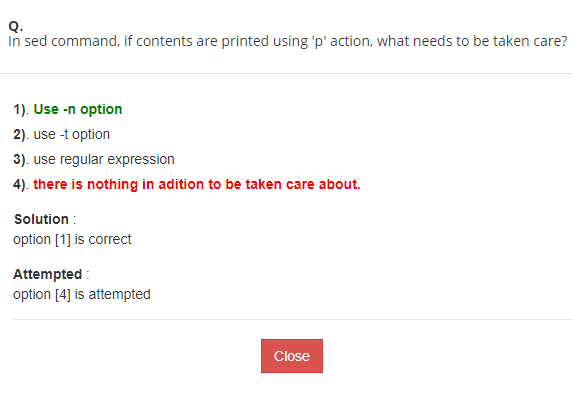 Q.
In sed command, if contents are printed using 'p' action, what needs to be taken care?
1). Use -n option
2). use -t option
3). use regular expression
4). there is nothing in adition to be taken care about.
Solution :
option [1] is correct
Attempted :
option [4] is attempted
Close